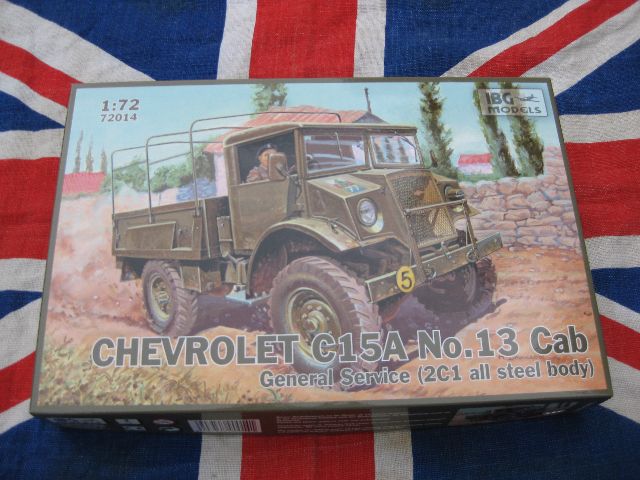 1:72
72014
IBG
MODELS
5
CHEVROLET C15A No.13 Cab
General Service (2C1 all steel body)